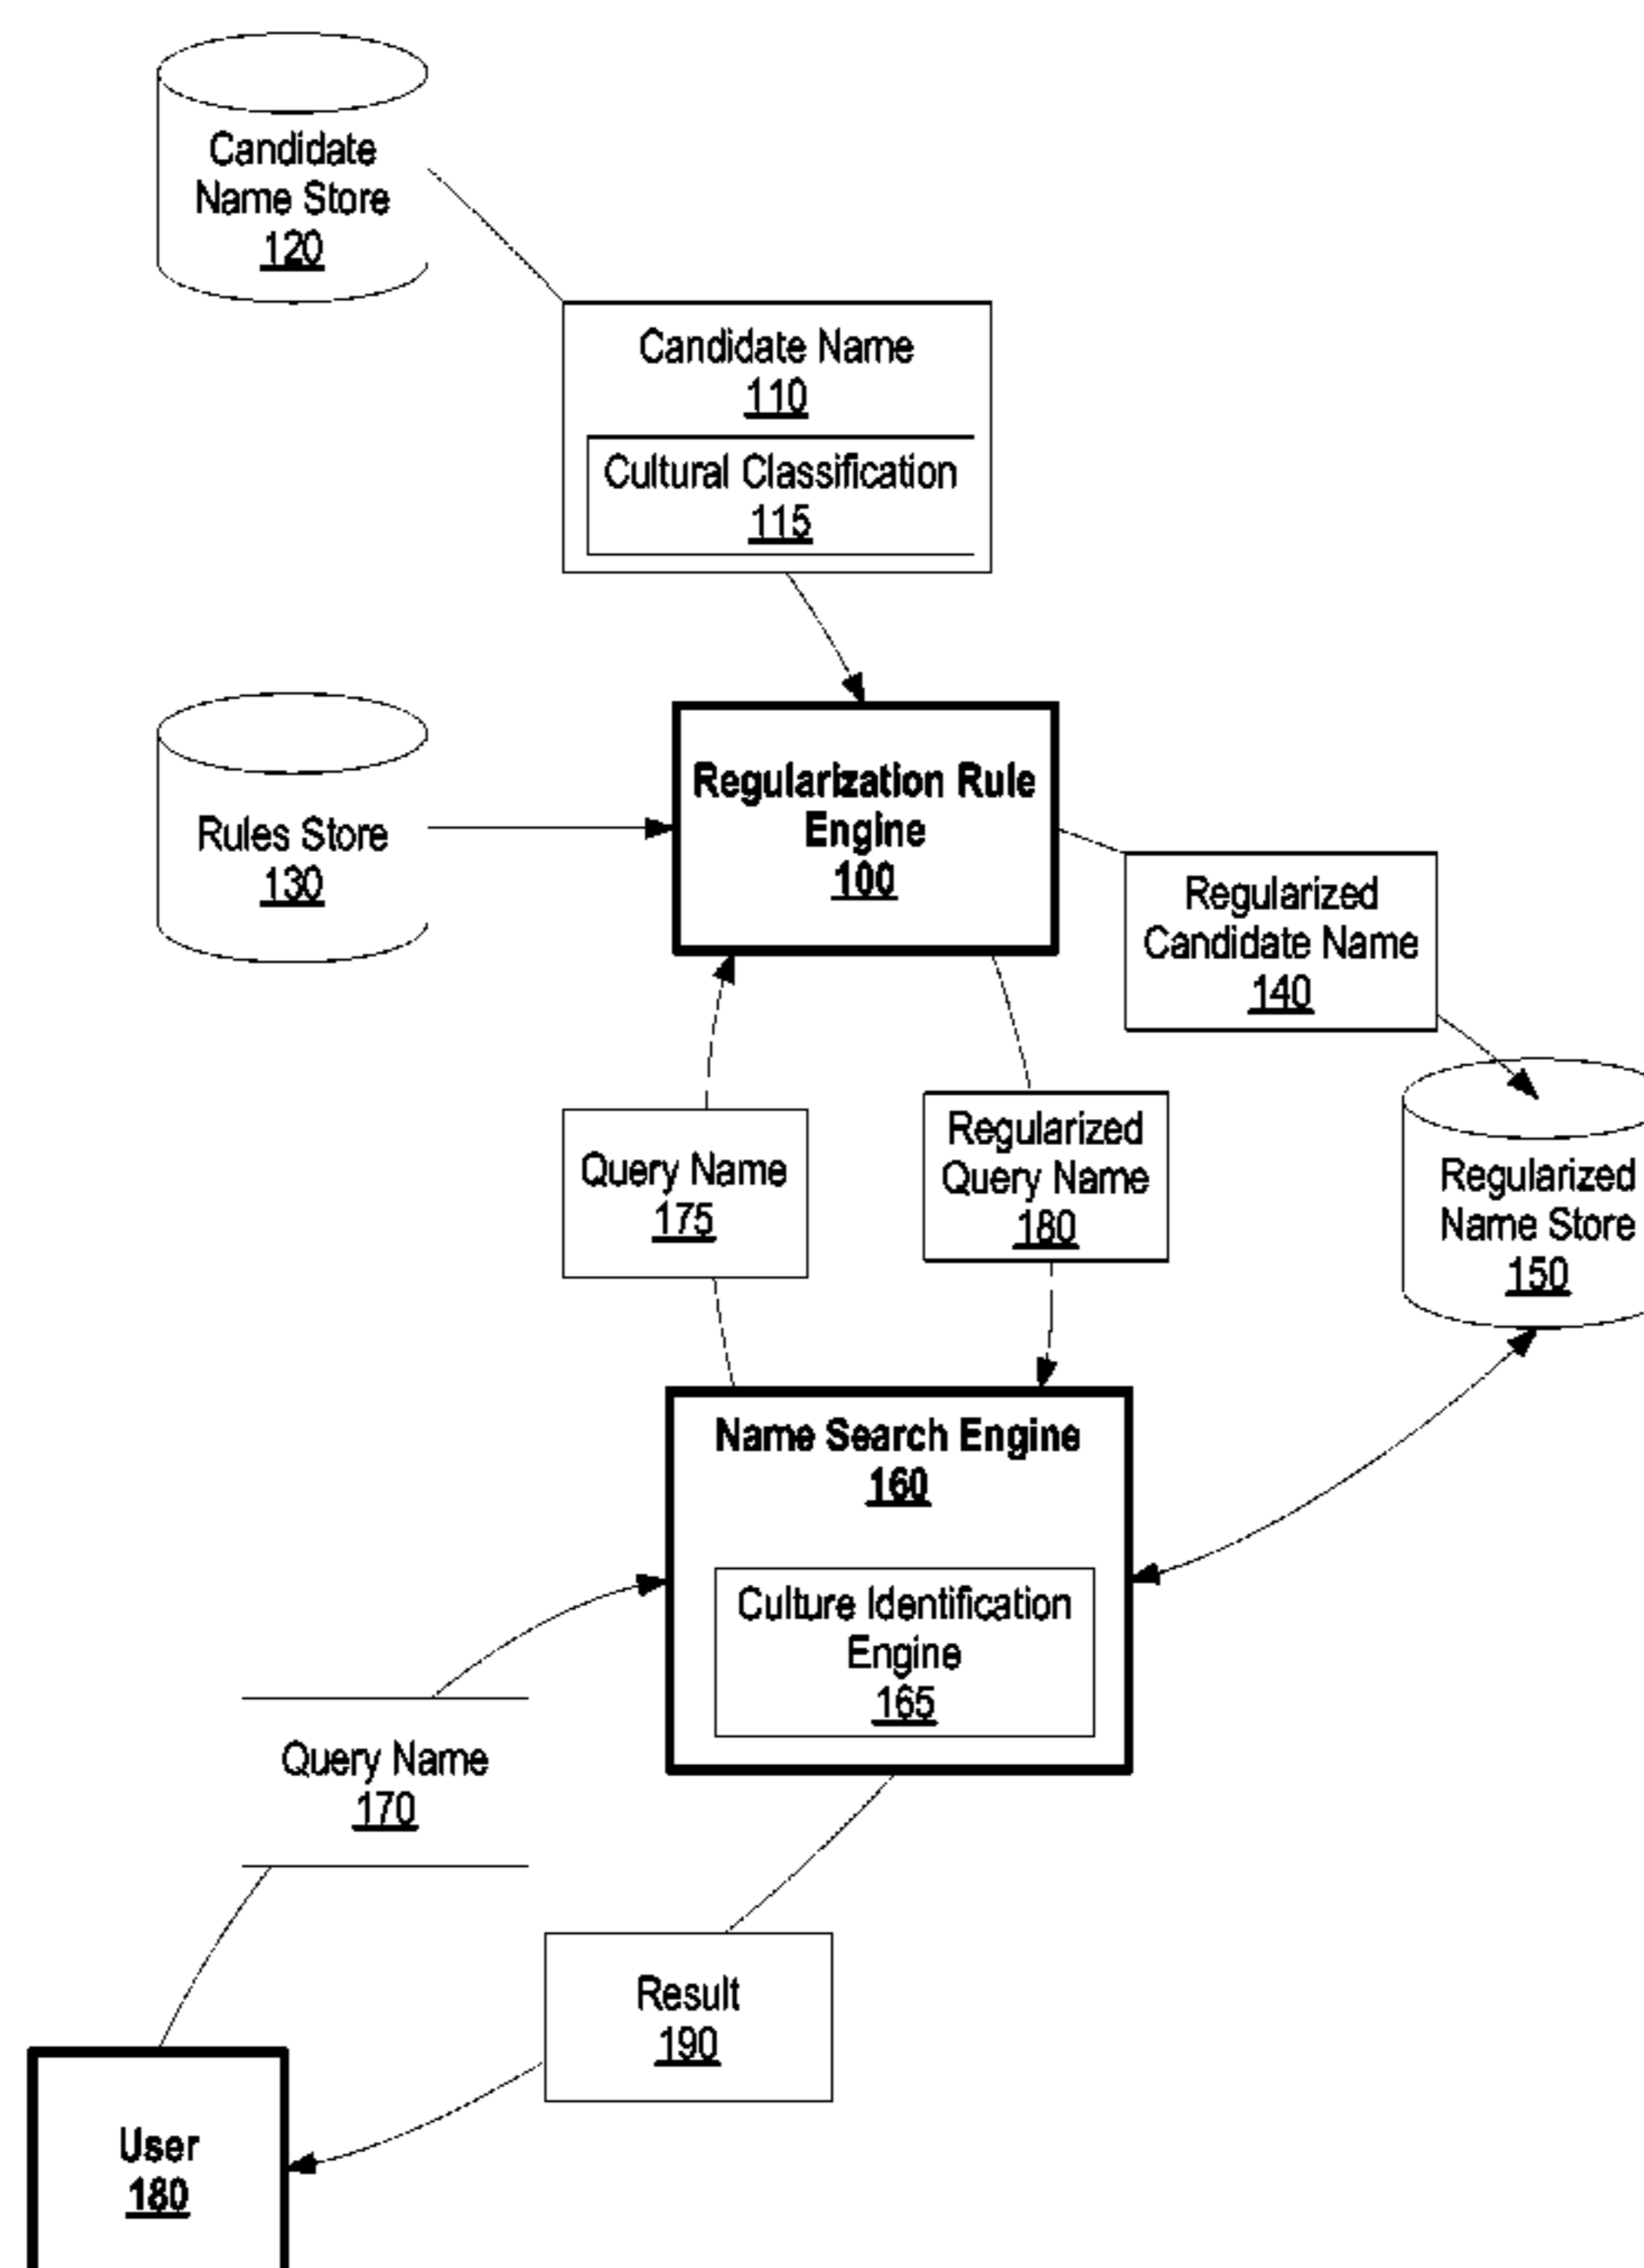 Candidate
Name Store
120
Candidate Name
110
Cultural Classification
115
Regularization Rule
Engine
100
Rules Store
130
Regularized
Candidate Name
140
Query Name
175
Regularized
Query Name
180
Regularized
Name Store
150
Name Search Engine
160
Culture Identification
Engine
165
Query Name
170
Result
190
User
180